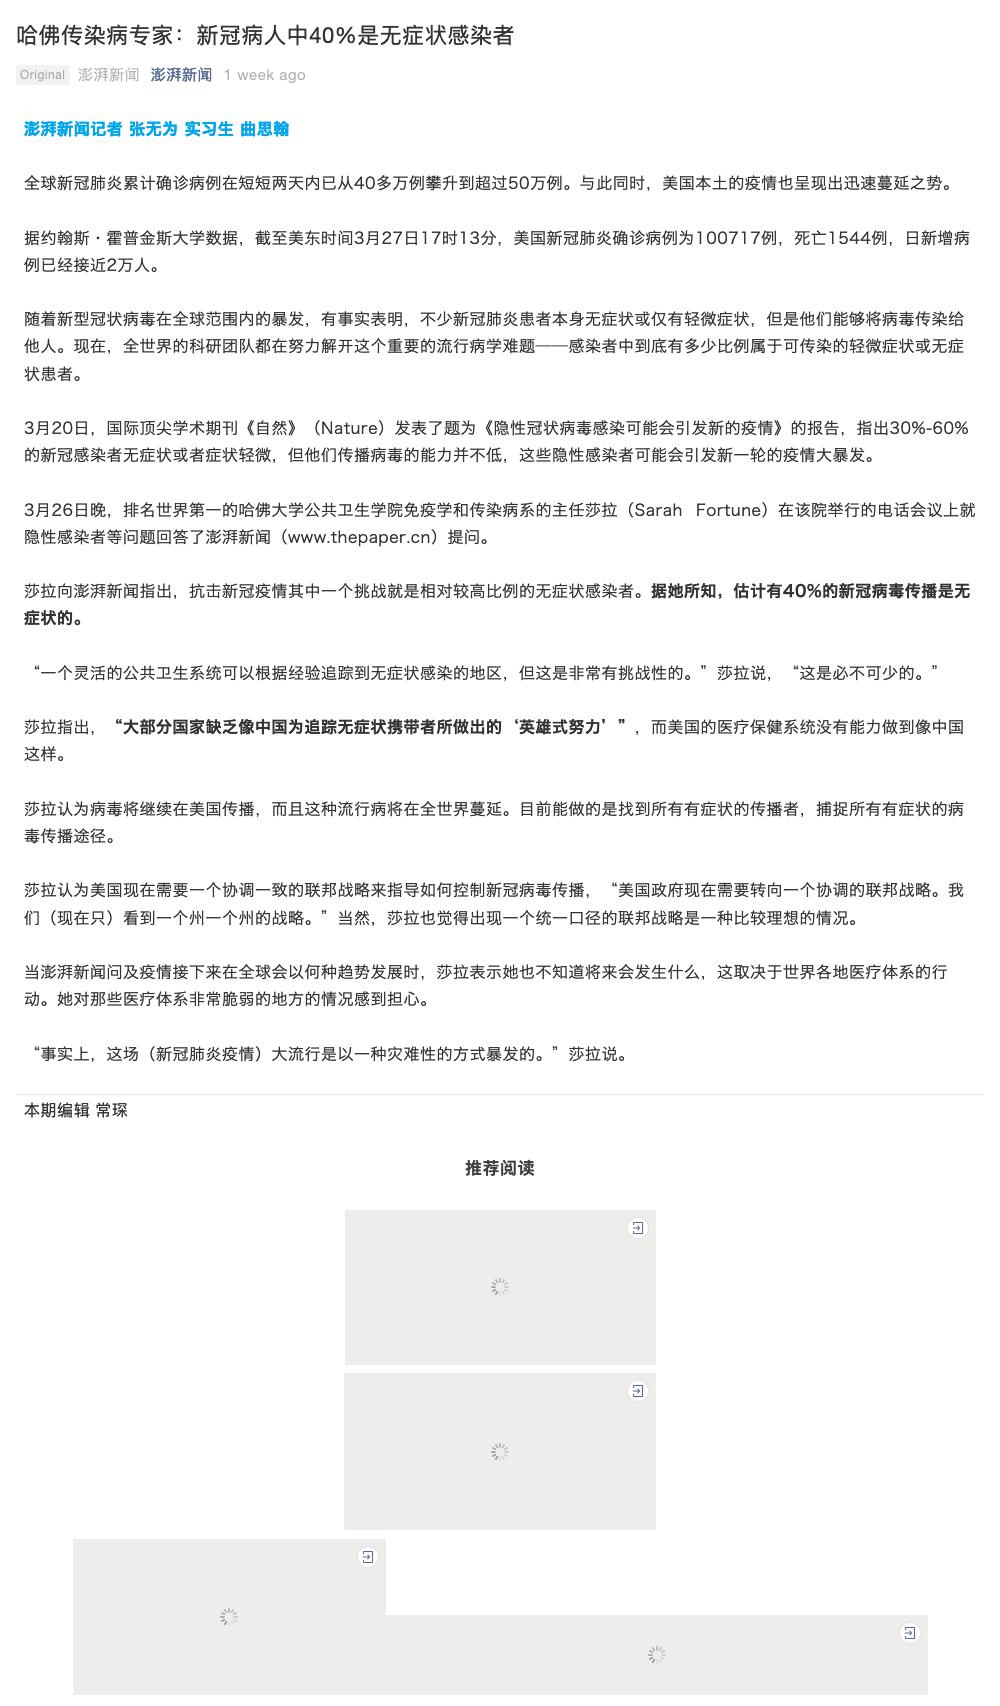 哈佛传染病专家：新冠病人中40%是无症状感染者
Original 澎湃新闻 澎湃新闻 1 week ago
澎湃新闻记者 张无为 实习生 曲思翰
全球新冠肺炎累计确诊病例在短短两天内已从40多万例攀升到超过50万例。与此同时，美国本土的疫情也呈现出迅速蔓延之势。
据约翰斯·霍普金斯大学数据，截至美东时间3月27日17时13分，美国新冠肺炎确诊病例为100717例，死亡1544例，日新增病
例已经接近2万人。
随着新型冠状病毒在全球范围内的暴发，有事实表明，不少新冠肺炎患者本身无症状或仅有轻微症状，但是他们能够将病毒传染给
他人。现在，全世界的科研团队都在努力解开这个重要的流行病学难题——感染者中到底有多少比例属于可传染的轻微症状或无症
状患者。
3月20日，国际顶尖学术期刊《自然》（Nature）发表了题为《隐性冠状病毒感染可能会引发新的疫情》的报告，指出30%-60%
的新冠感染者无症状或者症状轻微，但他们传播病毒的能力并不低，这些隐性感染者可能会引发新一轮的疫情大暴发。
3月26日晚，排名世界第一的哈佛大学公共卫生学院免疫学和传染病系的主任莎拉（Sarah Fortune）在该院举行的电话会议上就
隐性感染者等问题回答了澎湃新闻（www.thepaper.cn）提问。
莎拉向澎湃新闻指出，抗击新冠疫情其中一个挑战就是相对较高比例的无症状感染者。据她所知，估计有40%的新冠病毒传播是无
症状的。
“一个灵活的公共卫生系统可以根据经验追踪到无症状感染的地区，但这是非常有挑战性的。”莎拉说，“这是必不可少的。”
莎拉指出，“大部分国家缺乏像中国为追踪无症状携带者所做出的‘英雄式努力’”，而美国的医疗保健系统没有能力做到像中国
这样。
莎拉认为病毒将继续在美国传播，而且这种流行病将在全世界蔓延。目前能做的是找到所有有症状的传播者，捕捉所有有症状的病
毒传播途径。
莎拉认为美国现在需要一个协调一致的联邦战略来指导如何控制新冠病毒传播，“美国政府现在需要转向一个协调的联邦战略。我
们（现在只）看到一个州一个州的战略。”当然，莎拉也觉得出现一个统一口径的联邦战略是一种比较理想的情况。
当澎湃新闻问及疫情接下来在全球会以何种趋势发展时，莎拉表示她也不知道将来会发生什么，这取决于世界各地医疗体系的行
动。她对那些医疗体系非常脆弱的地方的情况感到担心。
“事实上，这场（新冠肺炎疫情）大流行是以一种灾难性的方式暴发的。”莎拉说。
本期编辑 常琛
推荐阅读